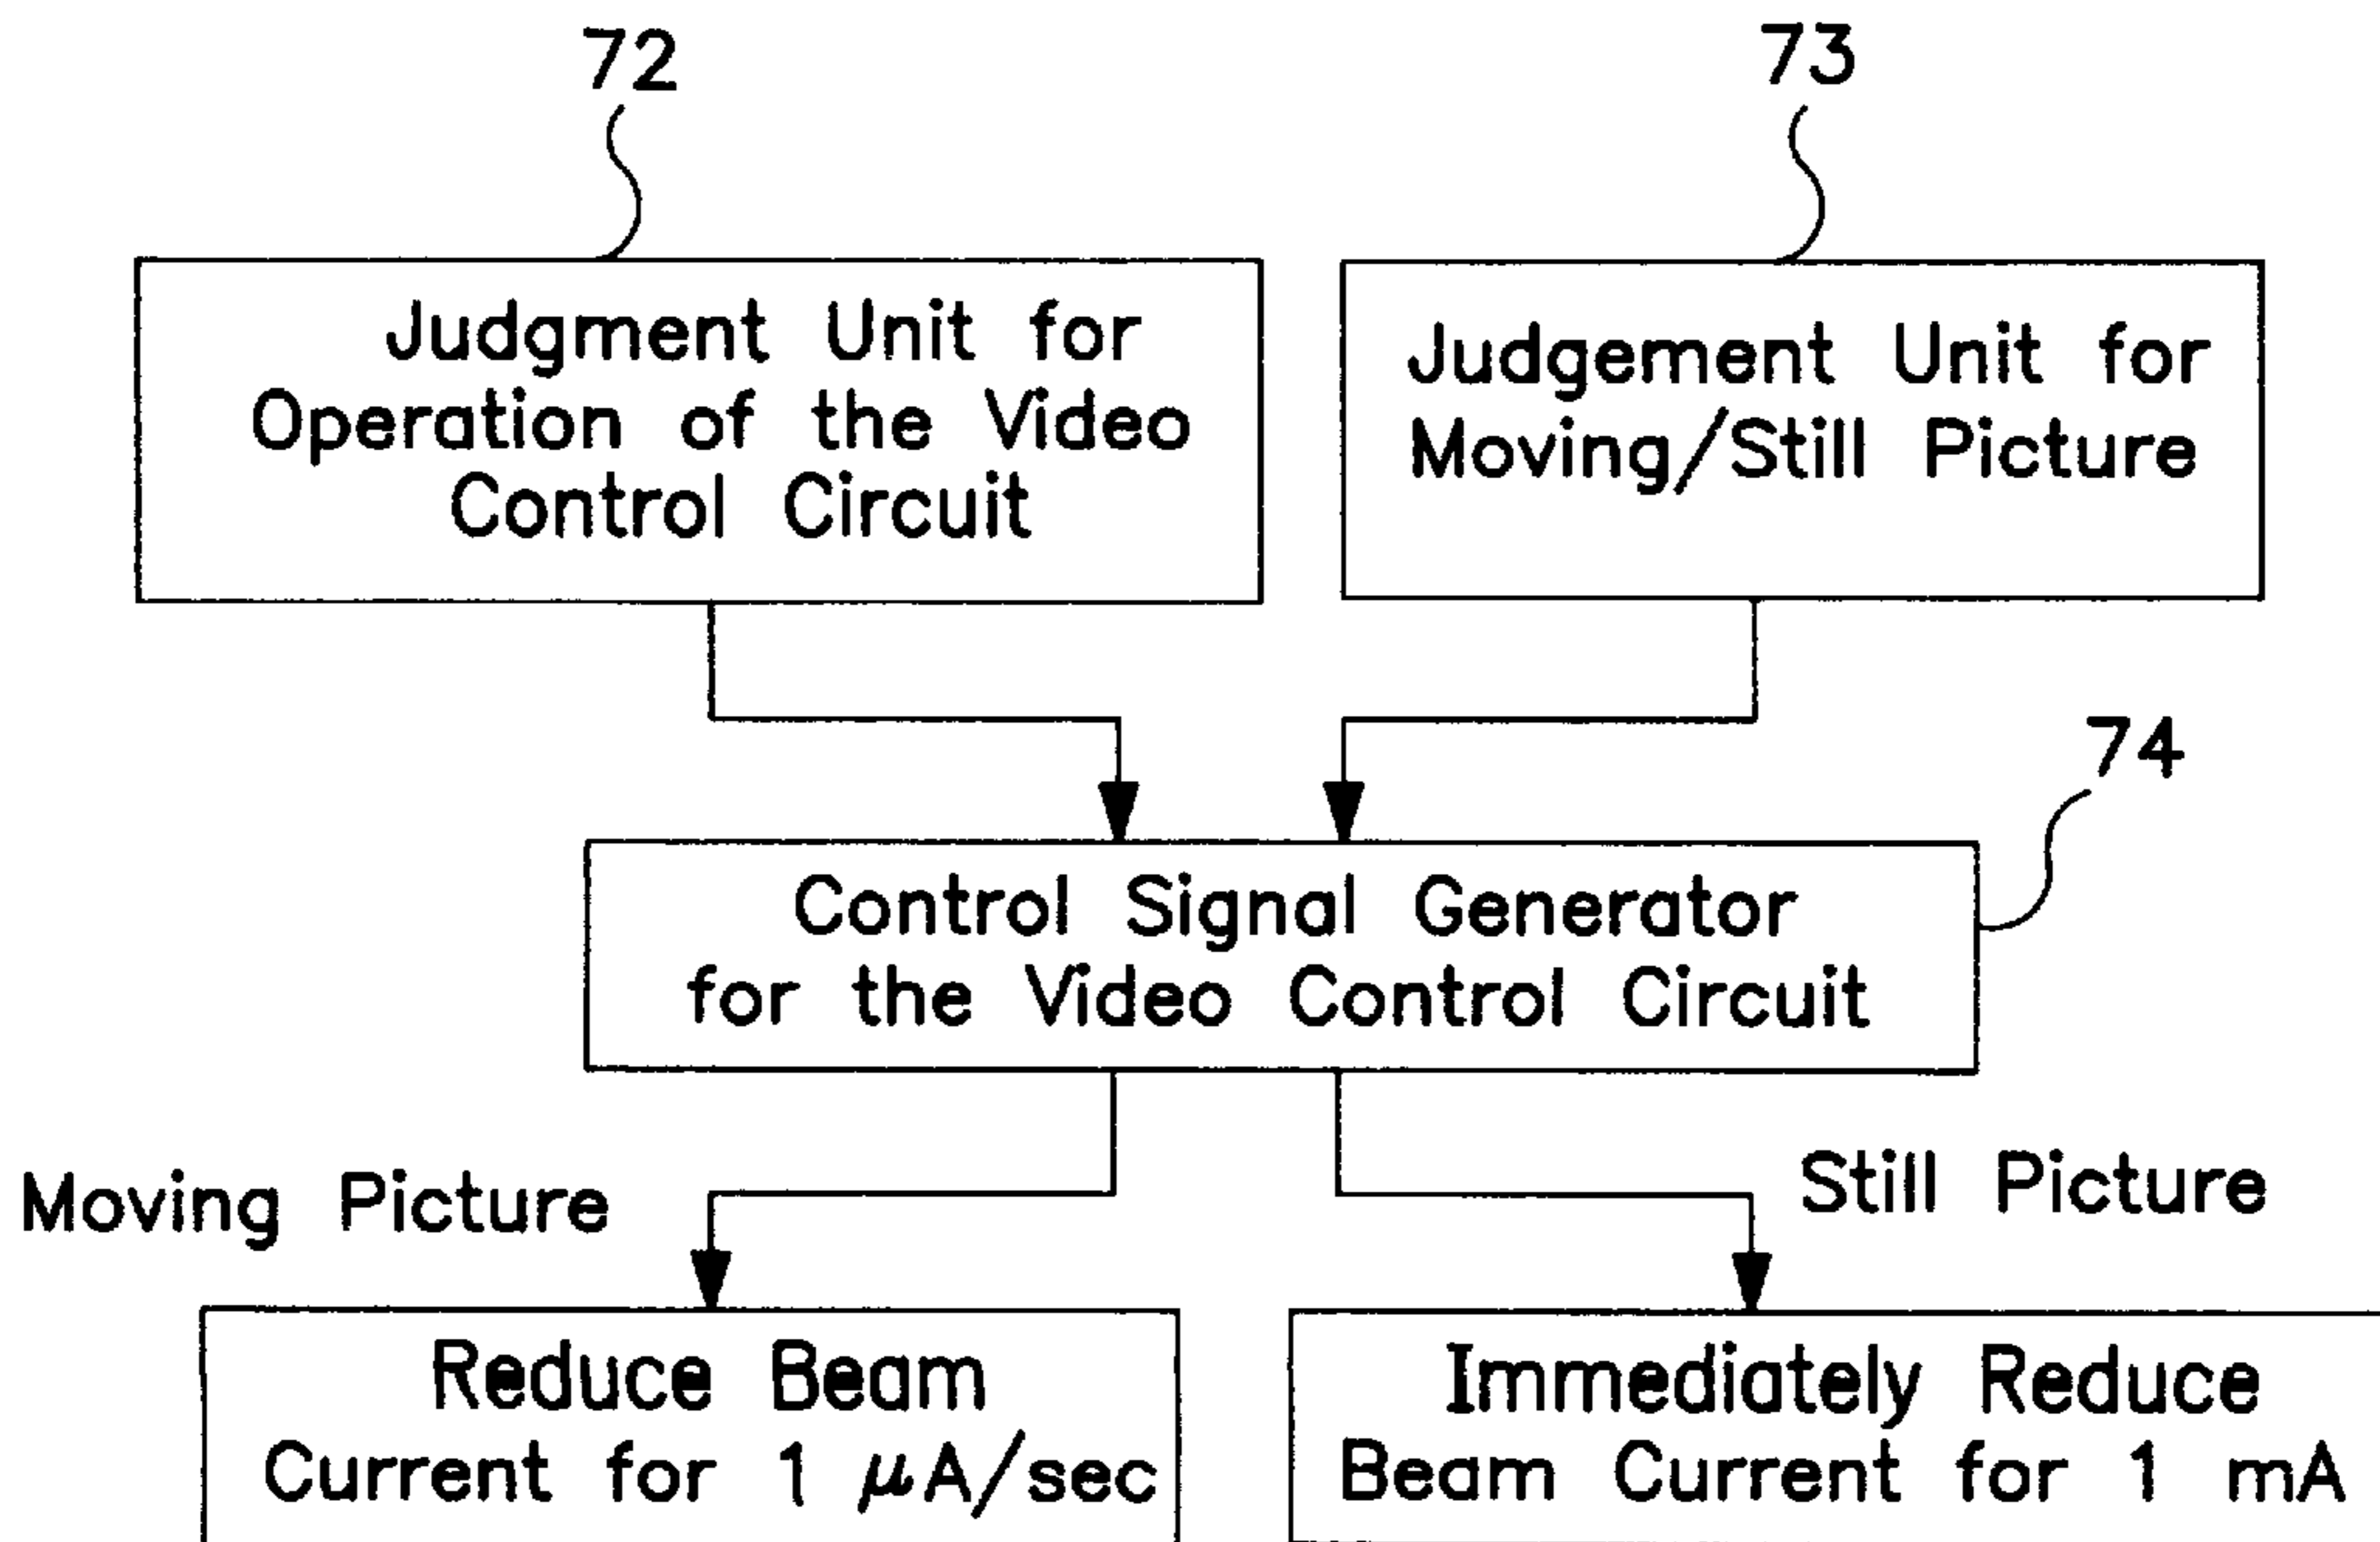 72
73
Judgment Unit for
Operation of the Video
Control Circuit
Judgement Unit for
Moving/Still Picture
74
Control Signal Generator
for the Video Control Circuit
Moving Picture
Still Picture
Reduce Beam
Current for 1 μA/sec
Immediately Reduce
Beam Current for 1 mA